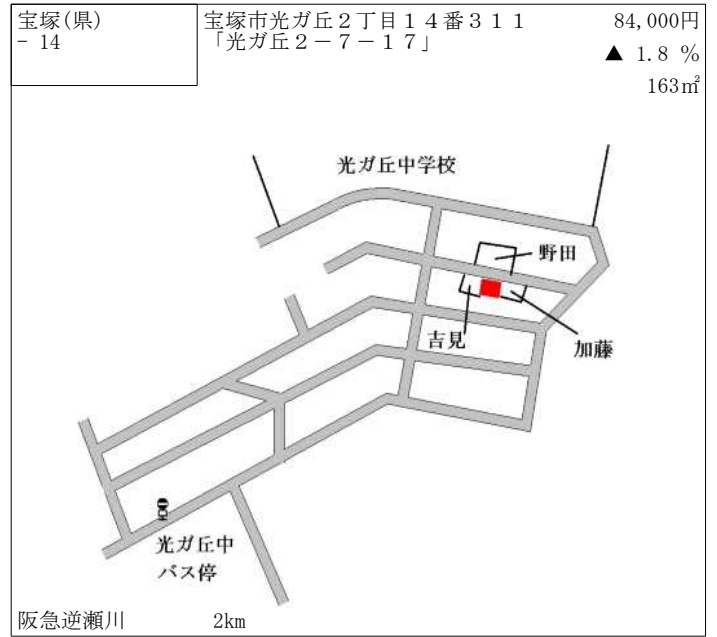 宝塚(県)
- 14
宝塚市光ガ丘２丁目１４番３１１
「光ガ丘２－７－１７」
84,000円
▲ 1.8 %
163㎡
光ガ丘中学校
野田
吉見
加藤
光ガ丘中
バス停
阪急逆瀬川 2km